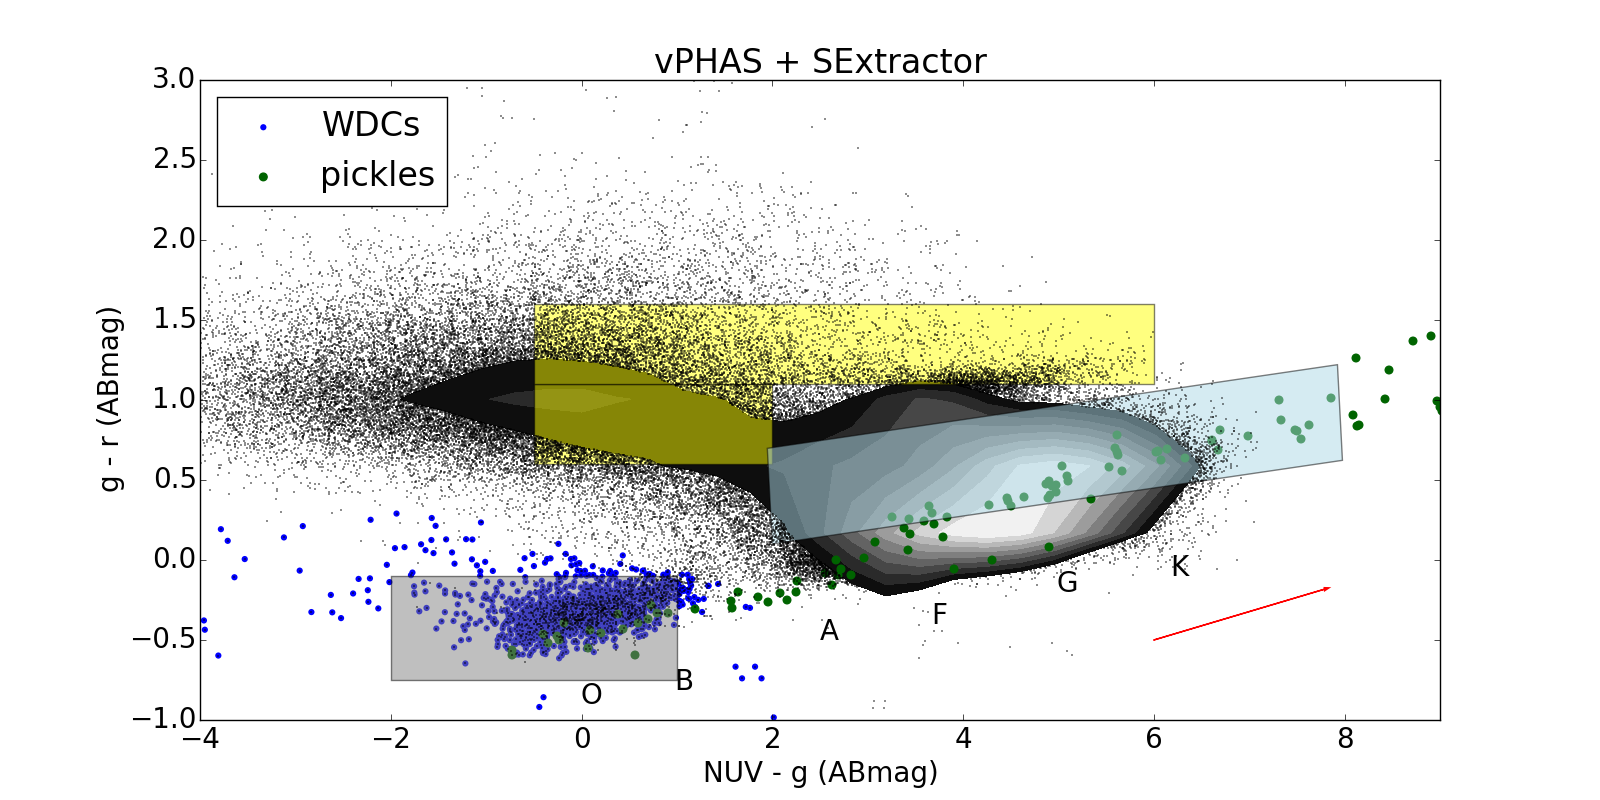 vPHAS + SExtractor
WDCs
pickles
3.0
2.5
2.0
1.5
1.0
0.5
0.0
−0.5
−1.0
g - r (ABmag)
A
F
G
K
O
B
−4 −2 0 2 4 6 8
NUV - g (ABmag)